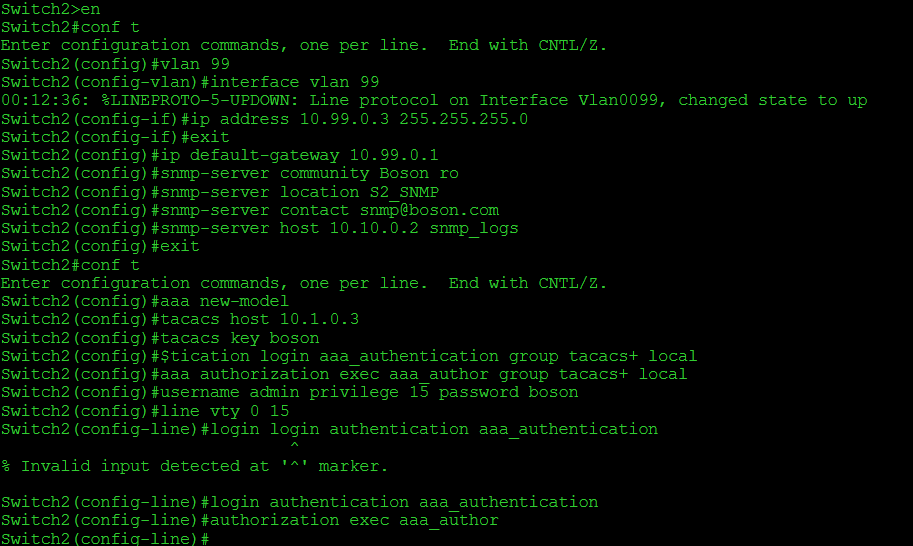 Switch2>en
Switch2#conf t
Enter configuration commands, one per line.  End with CNTL/Z.
Switch2(config)#vlan 99
Switch2(config-vlan)#interface vlan 99
00:12:36: %LINEPROTO-5-UPDOWN: Line protocol on Interface Vlan0099, changed state to up
Switch2(config-if)#ip address 10.99.0.3 255.255.255.0
Switch2(config-if)#exit
Switch2(config)#ip default-gateway 10.99.0.1
Switch2(config)#snmp-server community Boson ro
Switch2(config)#snmp-server location S2_SNMP
Switch2(config)#snmp-server contact snmp@boson.com
Switch2(config)#snmp-server host 10.10.0.2 snmp_logs
Switch2(config)#exit
Switch2#conf t
Enter configuration commands, one per line.  End with CNTL/Z.
Switch2(config)#aaa new-model
Switch2(config)#tacacs host 10.1.0.3
Switch2(config)#tacacs key boson
Switch2(config)#$tication login aaa_authentication group tacacs+ local
Switch2(config)#aaa authorization exec aaa_author group tacacs+ local
Switch2(config)#username admin privilege 15 password boson
Switch2(config)#line vty 0 15
Switch2(config-line)#login login authentication aaa_authentication
^
% Invalid input detected at '^' marker.
Switch2(config-line)#login authentication aaa_authentication
Switch2(config-line)#authorization exec aaa_author
Switch2(config-line)#